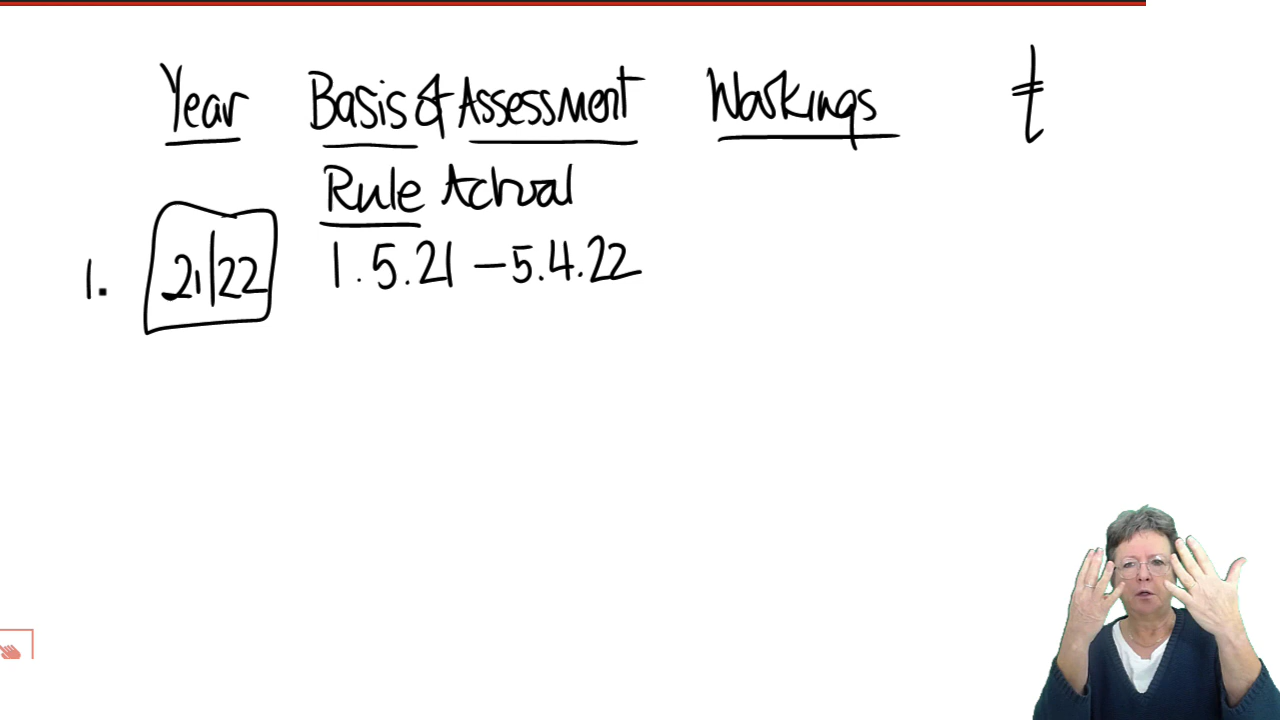 Year Basis of Assessment Workings £
Rule Actual
1. 21/22 1.5.21 - 5.4.22